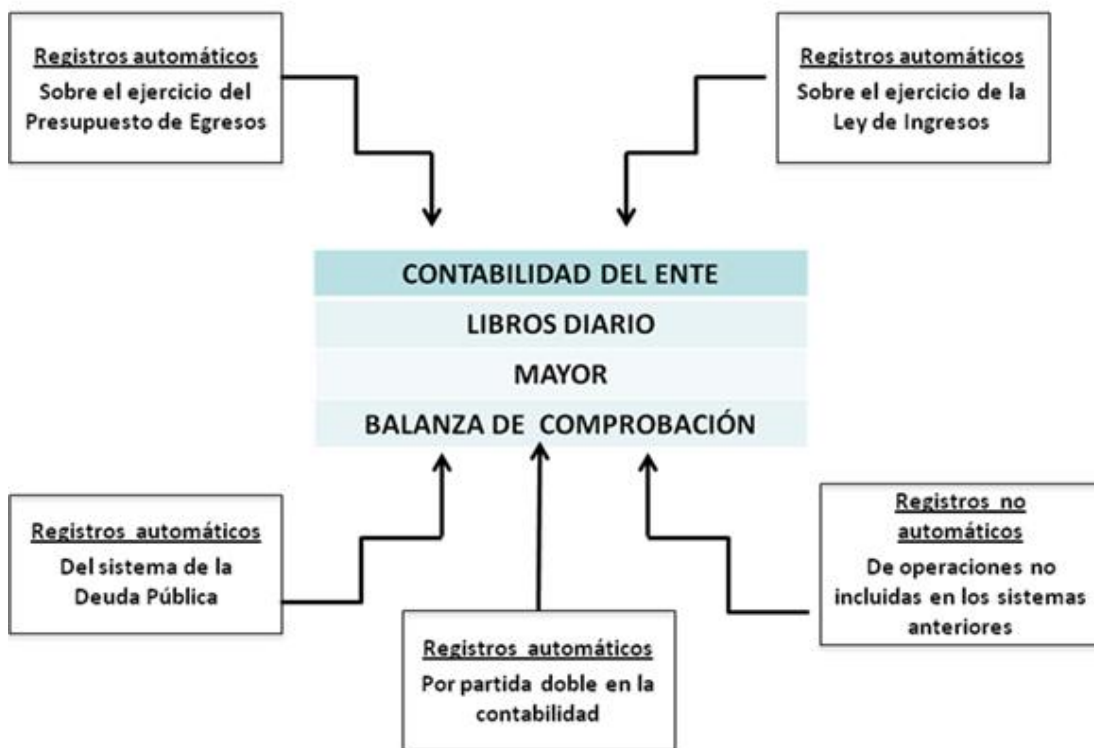 Registros automáticos
Sobre el ejercicio del
Presupuesto de Egresos
Registros automáticos
Sobre el ejercicio de la
Ley de Ingresos
CONTABILIDAD DEL ENTE
LIBROS DIARIO
MAYOR
BALANZA DE COMPROBACIÓN
Registros automáticos
Del sistema de la
Deuda Pública
Registros automáticos
Por partida doble en la
contabilidad
Registros no
automáticos
De operaciones no
incluidas en los sistemas
anteriores